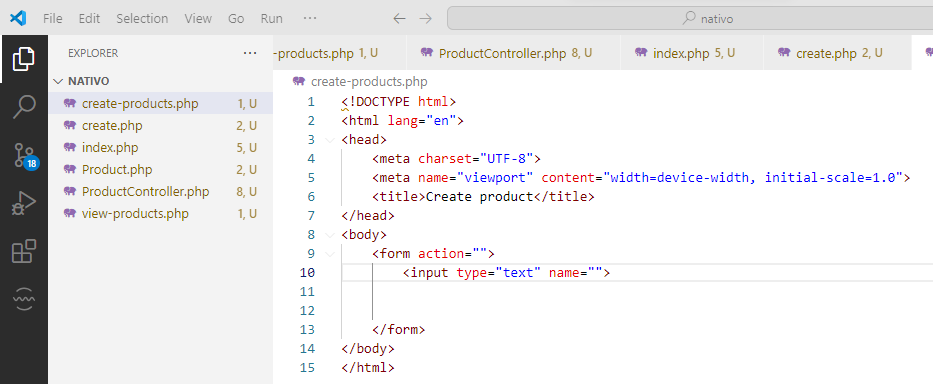 File Edit Selection View Go Run ··· nativo
EXPLORER ···
NATIVO
create-products.php 1, U
create.php 2, U
index.php 5, U
Product.php 2, U
ProductController.php 8, U
view-products.php 1, U
18
-products.php 1, U ProductController.php 8, U index.php 5, U create.php 2, U
create-products.php
1 <!DOCTYPE html>
2 <html lang="en">
3 <head>
4 <meta charset="UTF-8">
5 <meta name="viewport" content="width=device-width, initial-scale=1.0">
6 <title>Create product</title>
7 </head>
8 <body>
9 <form action="">
10 <input type="text" name="">
11
12
13 </form>
14 </body>
15 </html>